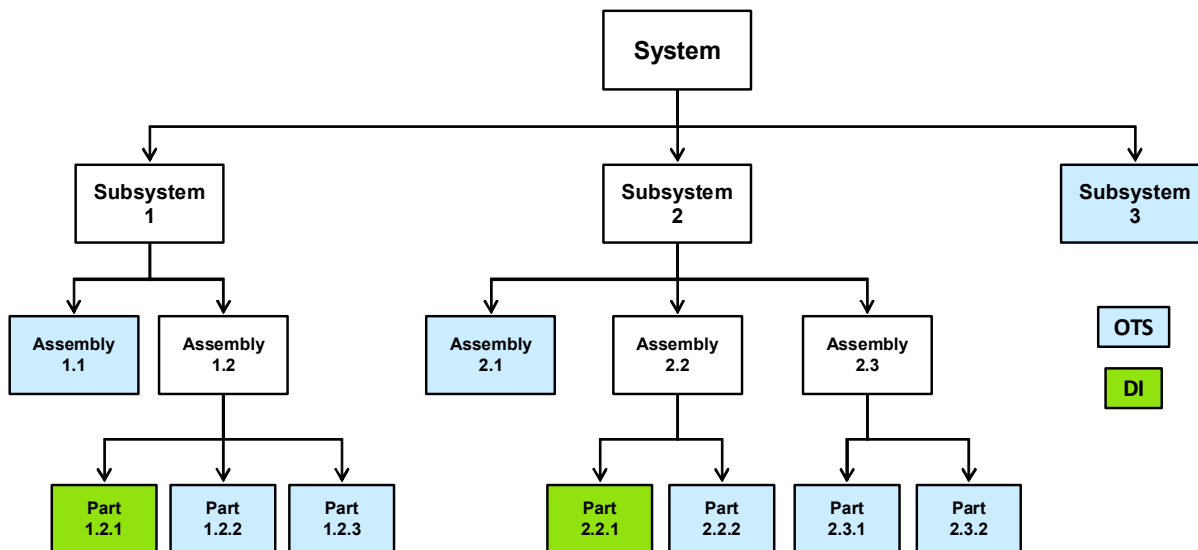 System
Subsystem
1
Subsystem
2
Subsystem
3
Assembly
1.1
Assembly
1.2
Assembly
2.1
Assembly
2.2
Assembly
2.3
OTS
DI
Part
1.2.1
Part
1.2.2
Part
1.2.3
Part
2.2.1
Part
2.2.2
Part
2.3.1
Part
2.3.2